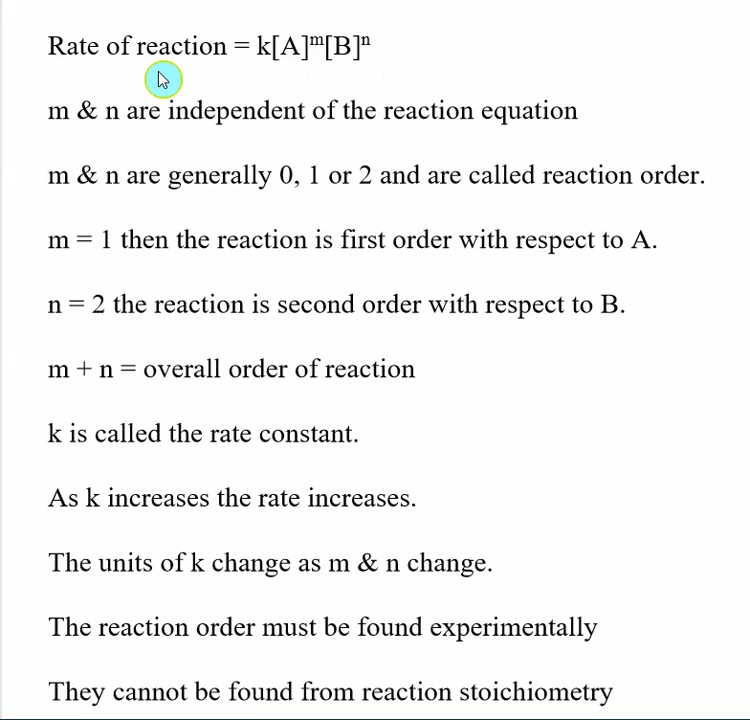 Rate of reaction = k[A]ᵐ[B]ⁿ
m & n are independent of the reaction equation
m & n are generally 0, 1 or 2 and are called reaction order.
m = 1 then the reaction is first order with respect to A.
n = 2 the reaction is second order with respect to B.
m + n = overall order of reaction
k is called the rate constant.
As k increases the rate increases.
The units of k change as m & n change.
The reaction order must be found experimentally
They cannot be found from reaction stoichiometry